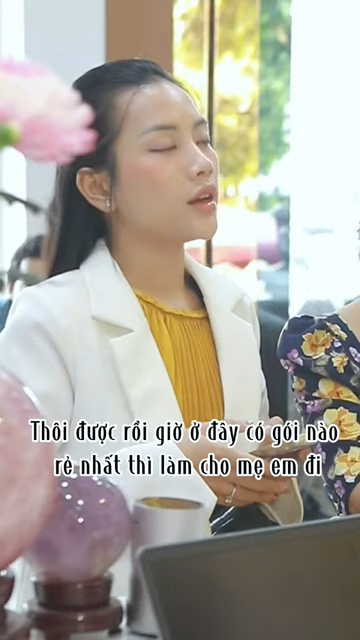 Thôi được rồi giờ ở đây có gói nào
rẻ nhất thì làm cho mẹ em đi